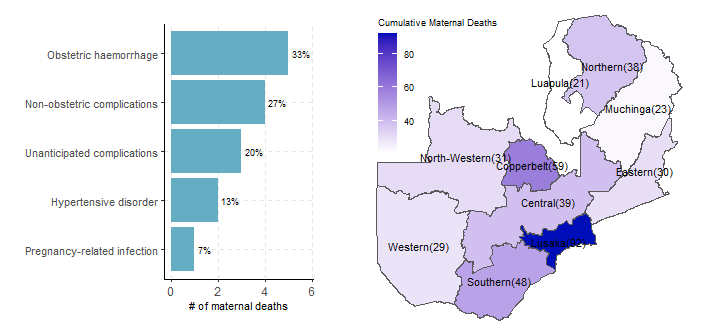 Obstetric haemorrhage
33%
Non-obstetric complications
27%
Unanticipated complications
20%
Hypertensive disorder
13%
Pregnancy-related infection
7%
0 2 4 6
# of maternal deaths
Cumulative Maternal Deaths
80
60
40
Northern(38)
Luapula(21)
Muchinga(23)
North-Western(31)
Copperbelt(59)
Eastern(30)
Central(39)
Lusaka(92)
Western(29)
Southern(48)